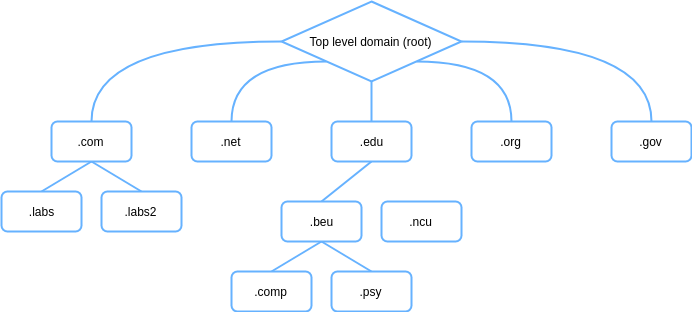 Top level domain (root)
.com
.net
.edu
.org
.gov
.labs
.labs2
.beu
.ncu
.comp
.psy